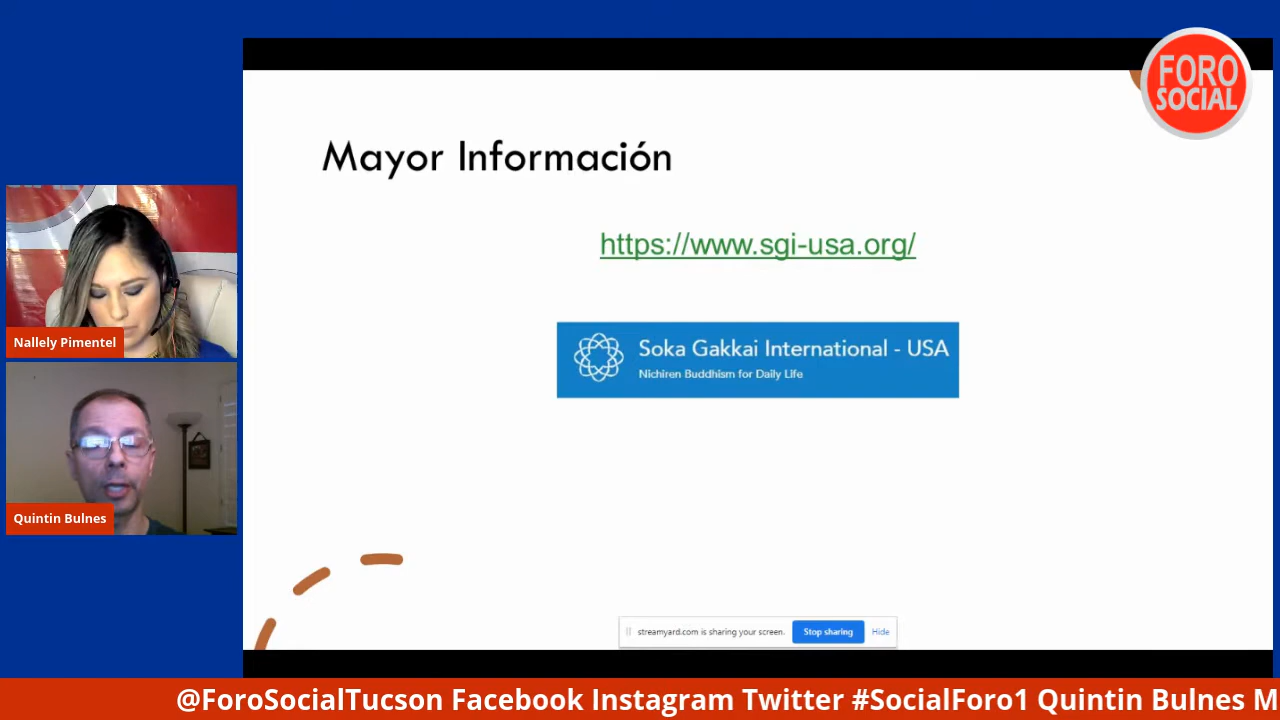 FORO
SOCIAL
Mayor Información
https://www.sgi-usa.org/
Soka Gakkai International - USA
Nichiren Buddhism for Daily Life
Nallely Pimentel
Quintin Bulnes
streamyard.com is sharing your screen.
Stop sharing
Hide
@ForoSocialTucson Facebook Instagram Twitter #SocialForo1 Quintin Bulnes M